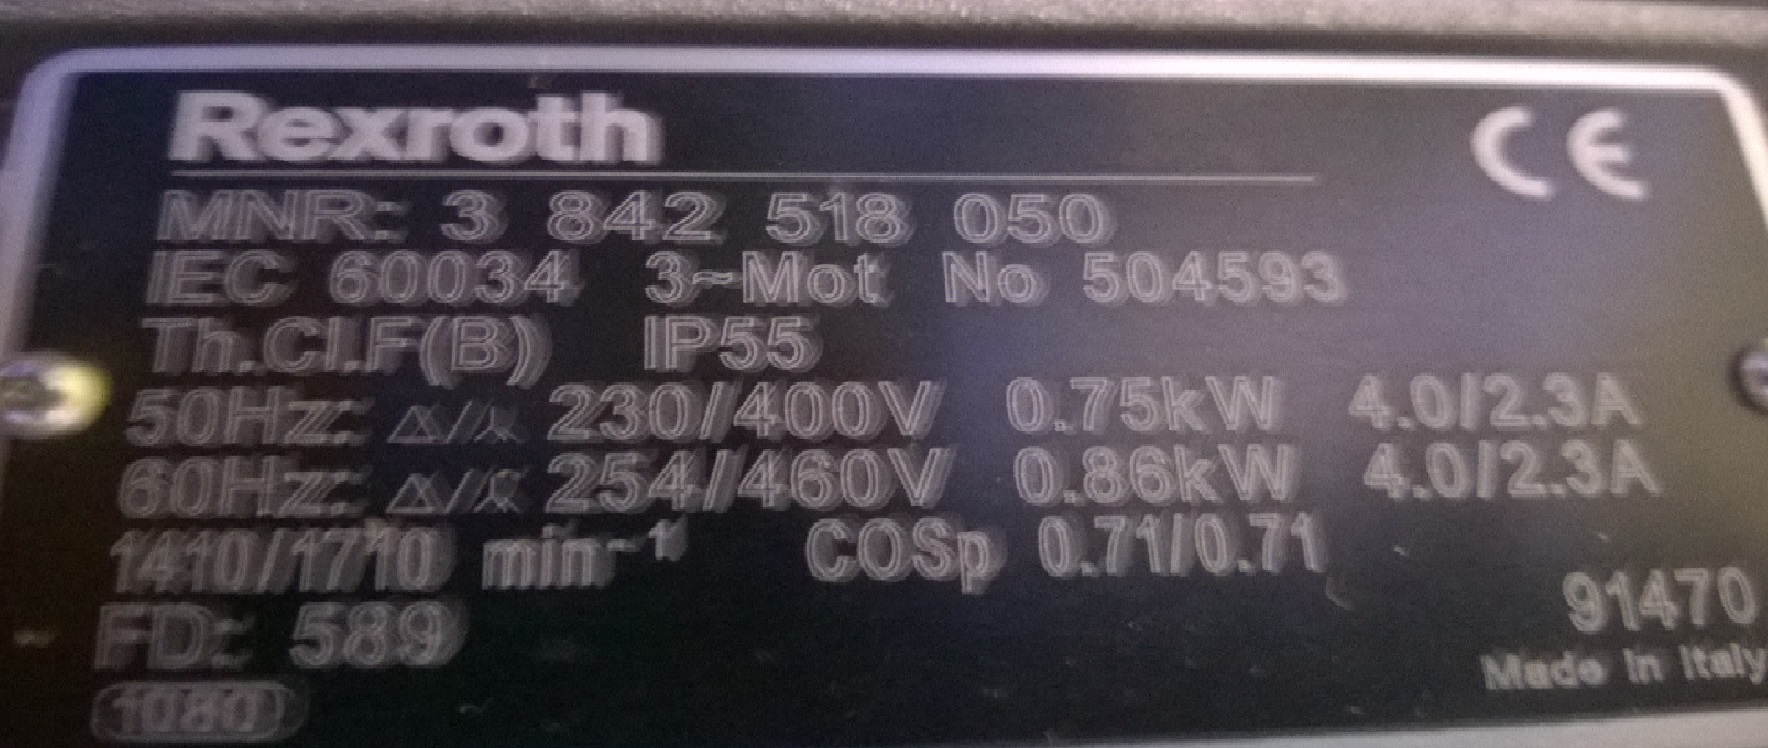 Rexroth
CE
MNR: 3 842 518 050
IEC 60034 3~Mot No 504593
Th.Cl.F(B) IP55
50Hz: △/⅄ 230/400V 0.75kW 4.0/2.3A
60Hz: △/⅄ 254/460V 0.86kW 4.0/2.3A
1410/1710 min⁻¹ COSp 0.71/0.71
91470
FD: 589
Made in Italy
1080